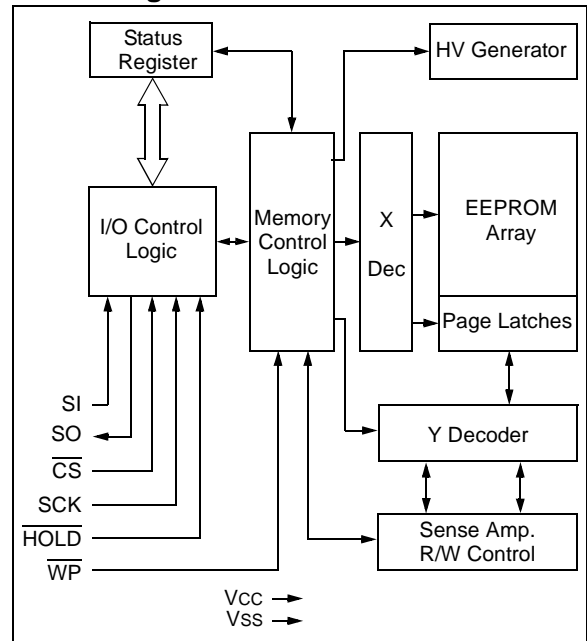 Status
Register
HV Generator
I/O Control
Logic
Memory
Control
Logic
X
Dec
EEPROM
Array
Page Latches
Y Decoder
Sense Amp.
R/W Control
SI
SO
CS
SCK
HOLD
WP
VCC
VSS